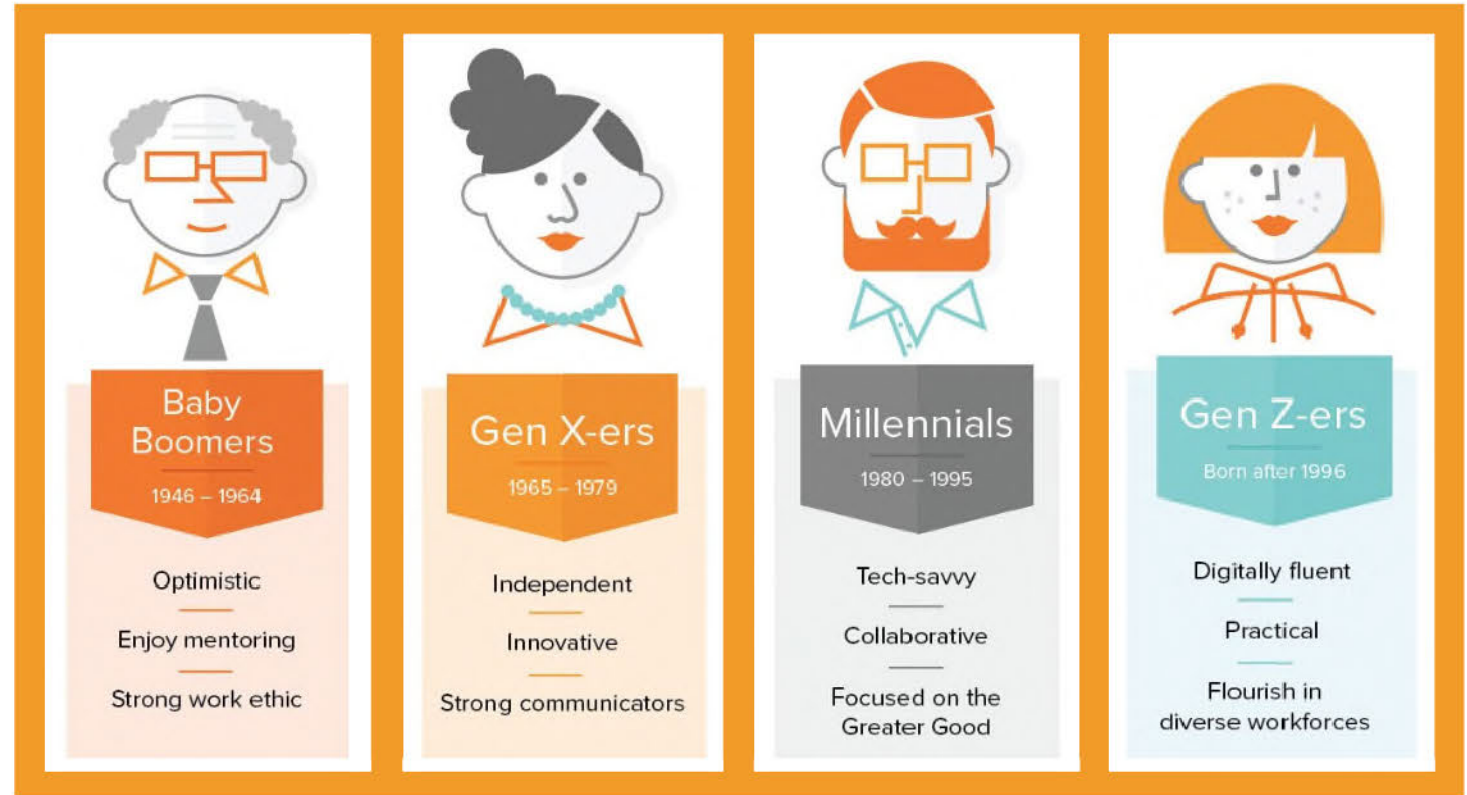 Baby
Boomers
1946 – 1964
Optimistic
Enjoy mentoring
Strong work ethic
Gen X-ers
1965 – 1979
Independent
Innovative
Strong communicators
Millennials
1980 – 1995
Tech-savvy
Collaborative
Focused on the
Greater Good
Gen Z-ers
Born after 1996
Digitally fluent
Practical
Flourish in
diverse workforces